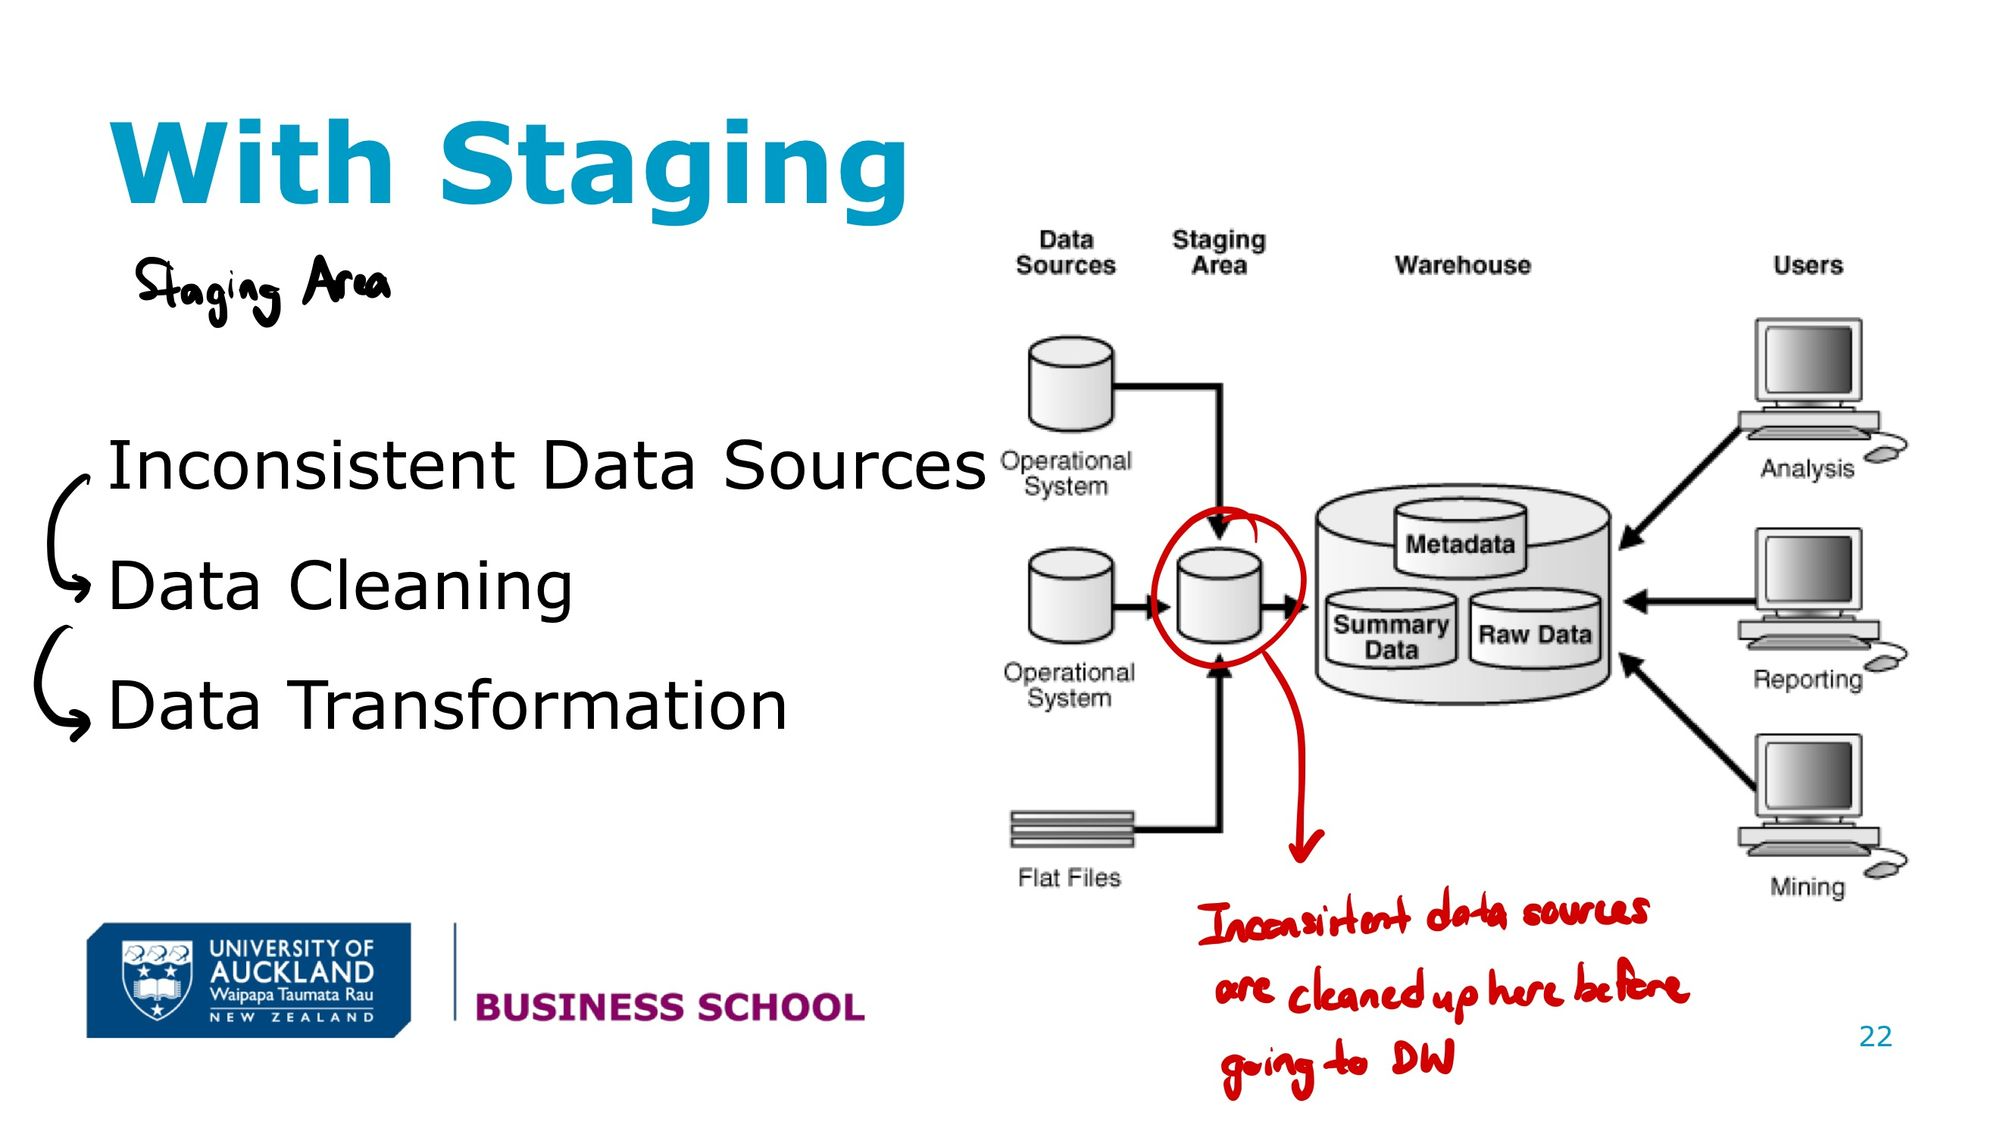 With Staging
Staging Area
Inconsistent Data Sources
Data Cleaning
Data Transformation
Data
Sources
Staging
Area
Warehouse
Users
Operational
System
Operational
System
Flat Files
Metadata
Summary
Data
Raw Data
Analysis
Reporting
Mining
Inconsistent data sources
are cleaned up here before
going to DW
UNIVERSITY OF
AUCKLAND
Waipapa Taumata Rau
NEW ZEALAND
BUSINESS SCHOOL
22